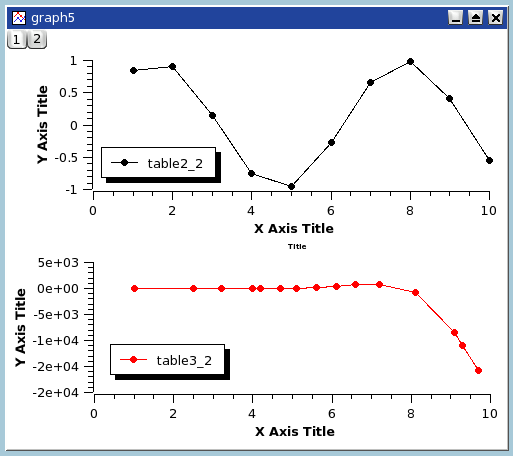 graph5
1 2
Y Axis Title
1
0.5
0
-0.5
-1
table2_2
0 2 4 6 8 10
X Axis Title
Title
Y Axis Title
5e+03
0e+00
-5e+03
-1e+04
-2e+04
-2e+04
table3_2
0 2 4 6 8 10
X Axis Title